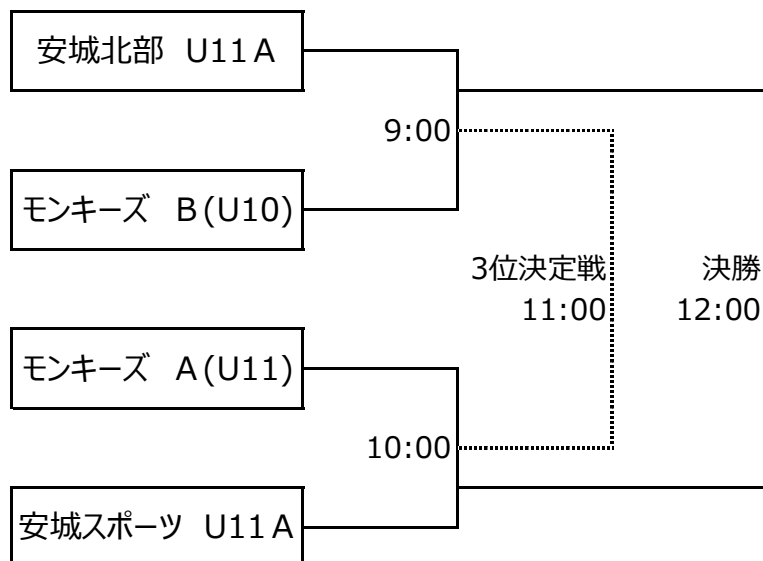 安城北部 U11 A
9:00
モンキーズ B(U10)
3位決定戦
11:00
決勝
12:00
モンキーズ A(U11)
10:00
安城スポーツ U11 A